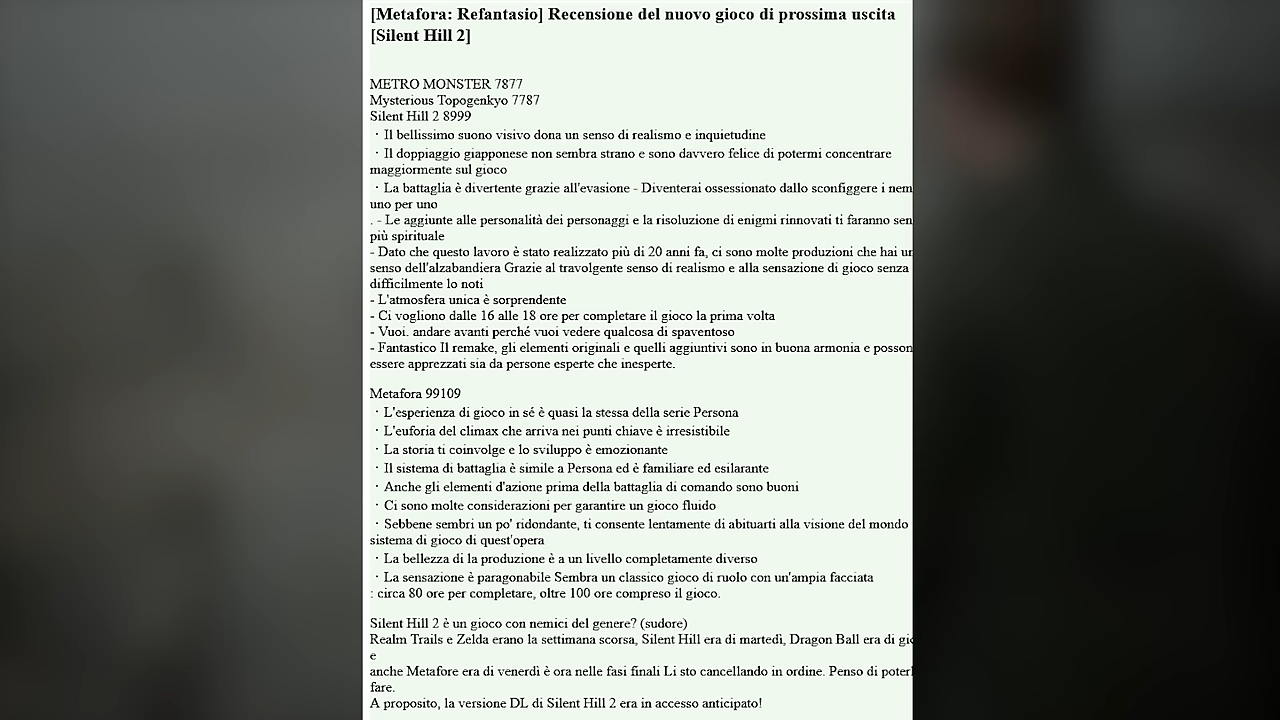 [Metafora: Refantasio] Recensione del nuovo gioco di prossima uscita
[Silent Hill 2]
METRO MONSTER 7877
Mysterious Topogenkyo 7787
Silent Hill 2 8999
・Il bellissimo suono visivo dona un senso di realismo e inquietudine
・Il doppiaggio giapponese non sembra strano e sono davvero felice di potermi concentrare
maggiormente sul gioco
・La battaglia è divertente grazie all'evasione - Diventerai ossessionato dallo sconfiggere i nem
uno per uno
. - Le aggiunte alle personalità dei personaggi e la risoluzione di enigmi rinnovati ti faranno sen
più spirituale
- Dato che questo lavoro è stato realizzato più di 20 anni fa, ci sono molte produzioni che hai un
senso dell'alzabandiera Grazie al travolgente senso di realismo e alla sensazione di gioco senza
difficilmente lo noti
- L'atmosfera unica è sorprendente
- Ci vogliono dalle 16 alle 18 ore per completare il gioco la prima volta
- Vuoi. andare avanti perché vuoi vedere qualcosa di spaventoso
- Fantastico Il remake, gli elementi originali e quelli aggiuntivi sono in buona armonia e posson
essere apprezzati sia da persone esperte che inesperte.
Metafora 99109
・L'esperienza di gioco in sé è quasi la stessa della serie Persona
・L'euforia del climax che arriva nei punti chiave è irresistibile
・La storia ti coinvolge e lo sviluppo è emozionante
・Il sistema di battaglia è simile a Persona ed è familiare ed esilarante
・Anche gli elementi d'azione prima della battaglia di comando sono buoni
・Ci sono molte considerazioni per garantire un gioco fluido
・Sebbene sembri un po' ridondante, ti consente lentamente di abituarti alla visione del mondo
sistema di gioco di quest'opera
・La bellezza di la produzione è a un livello completamente diverso
・La sensazione è paragonabile Sembra un classico gioco di ruolo con un'ampia facciata
: circa 80 ore per completare, oltre 100 ore compreso il gioco.
Silent Hill 2 è un gioco con nemici del genere? (sudore)
Realm Trails e Zelda erano la settimana scorsa, Silent Hill era di martedì, Dragon Ball era di gio
e
anche Metafore era di venerdì è ora nelle fasi finali Li sto cancellando in ordine. Penso di poterl
fare.
A proposito, la versione DL di Silent Hill 2 era in accesso anticipato!